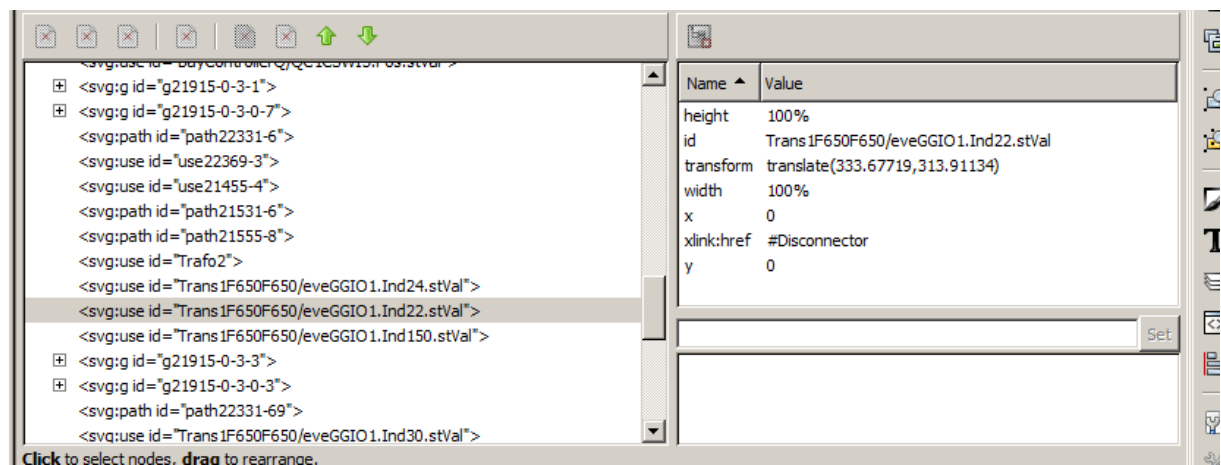 <svg:g id="g21915-0-3-1">
<svg:g id="g21915-0-3-0-7">
<svg:path id="path22331-6">
<svg:use id="use22369-3">
<svg:use id="use21455-4">
<svg:path id="path21531-6">
<svg:path id="path21555-8">
<svg:use id="Trafo2">
<svg:use id="Trans1F650F650/eveGGIO1.Ind24.stVal">
<svg:use id="Trans1F650F650/eveGGIO1.Ind22.stVal">
<svg:use id="Trans1F650F650/eveGGIO1.Ind150.stVal">
<svg:g id="g21915-0-3-3">
<svg:g id="g21915-0-3-0-3">
<svg:path id="path22331-69">
<svg:use id="Trans1F650F650/eveGGIO1.Ind30.stVal">
Click to select nodes, drag to rearrange.
Name Value
height 100%
id Trans1F650F650/eveGGIO1.Ind22.stVal
transform translate(333.67719,313.91134)
width 100%
x 0
xlink:href #Disconnector
y 0
Set